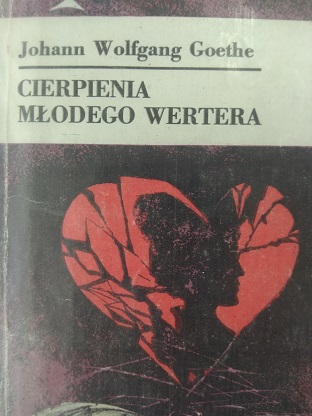 Johann Wolfgang Goethe
CIERPIENIA
MŁODEGO WERTERA